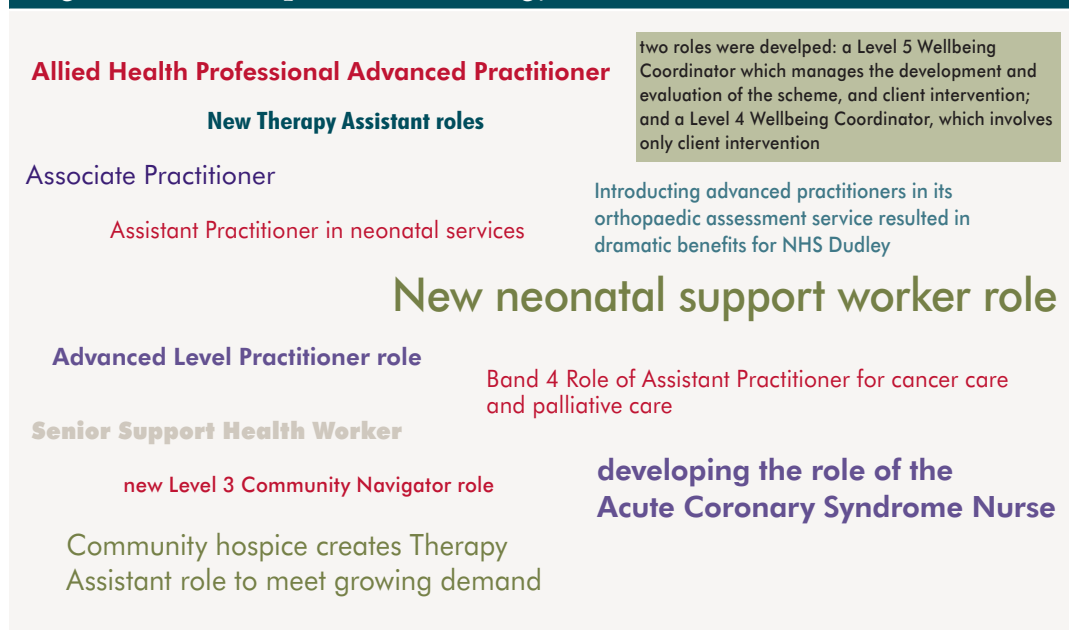 Allied Health Professional Advanced Practitioner
two roles were develped: a Level 5 Wellbeing
Coordinator which manages the development and
evaluation of the scheme, and client intervention;
and a Level 4 Wellbeing Coordinator, which involves
only client intervention
New Therapy Assistant roles
Associate Practitioner
Introducting advanced practitioners in its
orthopaedic assessment service resulted in
dramatic benefits for NHS Dudley
Assistant Practitioner in neonatal services
New neonatal support worker role
Advanced Level Practitioner role
Band 4 Role of Assistant Practitioner for cancer care
and palliative care
Senior Support Health Worker
new Level 3 Community Navigator role
developing the role of the
Acute Coronary Syndrome Nurse
Community hospice creates Therapy
Assistant role to meet growing demand